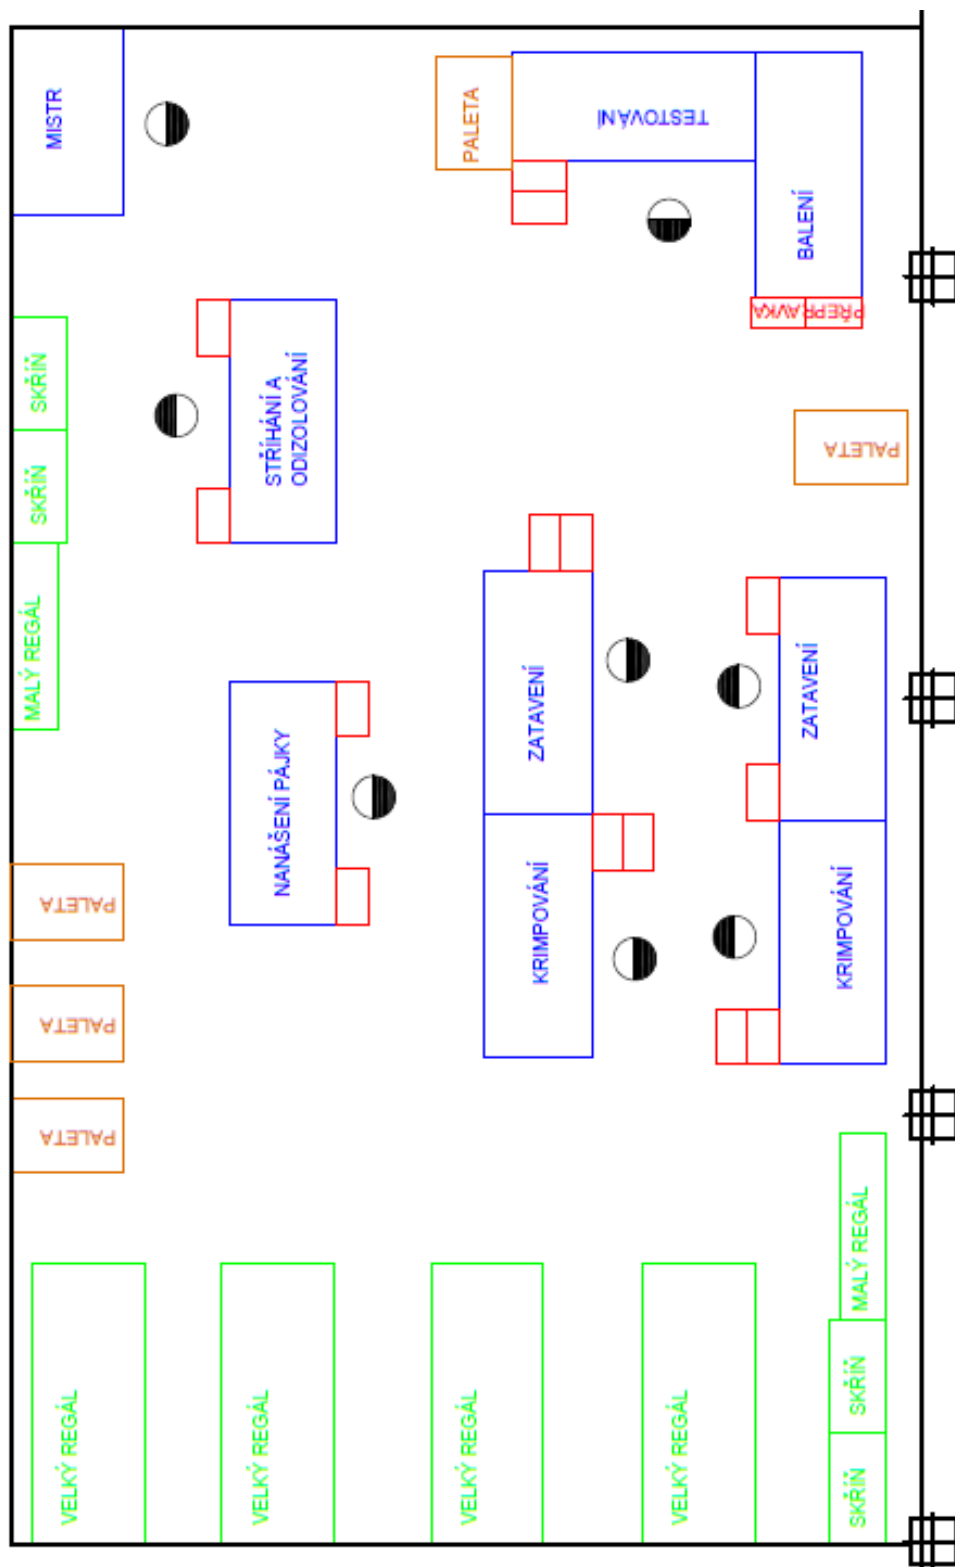 MISTR
PALETA
TESTOVÁNÍ
BALENÍ
PŘEPRAVKA
SKŘÍŇ
SKŘÍŇ
STŘÍHÁNÍ A
ODIZOLOVÁNÍ
PALETA
MALÝ REGÁL
ZATAVENÍ
ZATAVENÍ
NANÁŠENÍ PÁJKY
KRIMPOVÁNÍ
KRIMPOVÁNÍ
PALETA
PALETA
PALETA
MALÝ REGÁL
SKŘÍŇ
SKŘÍŇ
VELKÝ REGÁL
VELKÝ REGÁL
VELKÝ REGÁL
VELKÝ REGÁL